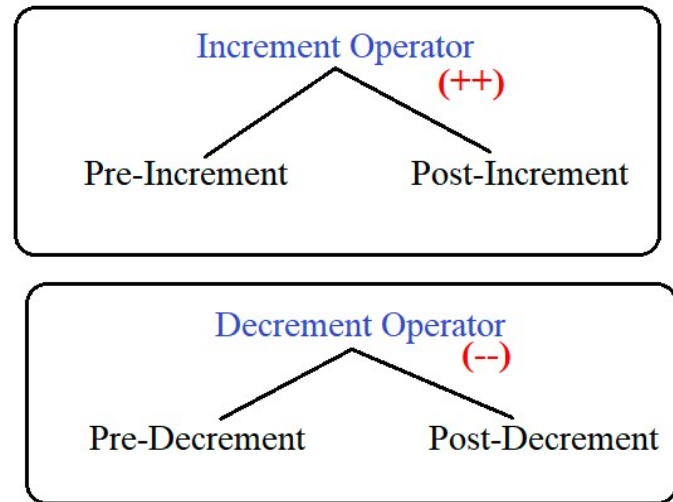 Increment Operator
(++)
Pre-Increment Post-Increment
Decrement Operator
(--)
Pre-Decrement Post-Decrement